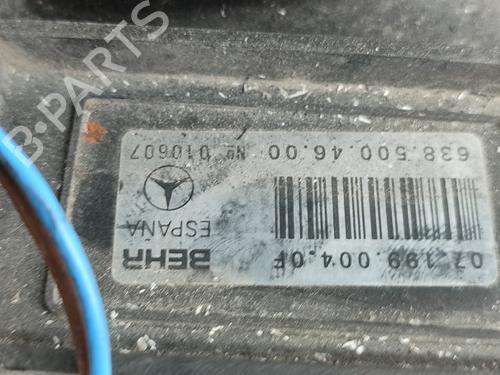 BEHR 07.199.004.0F
ESPAÑA
638.500.46.00 Nº 010607
B-PARTS